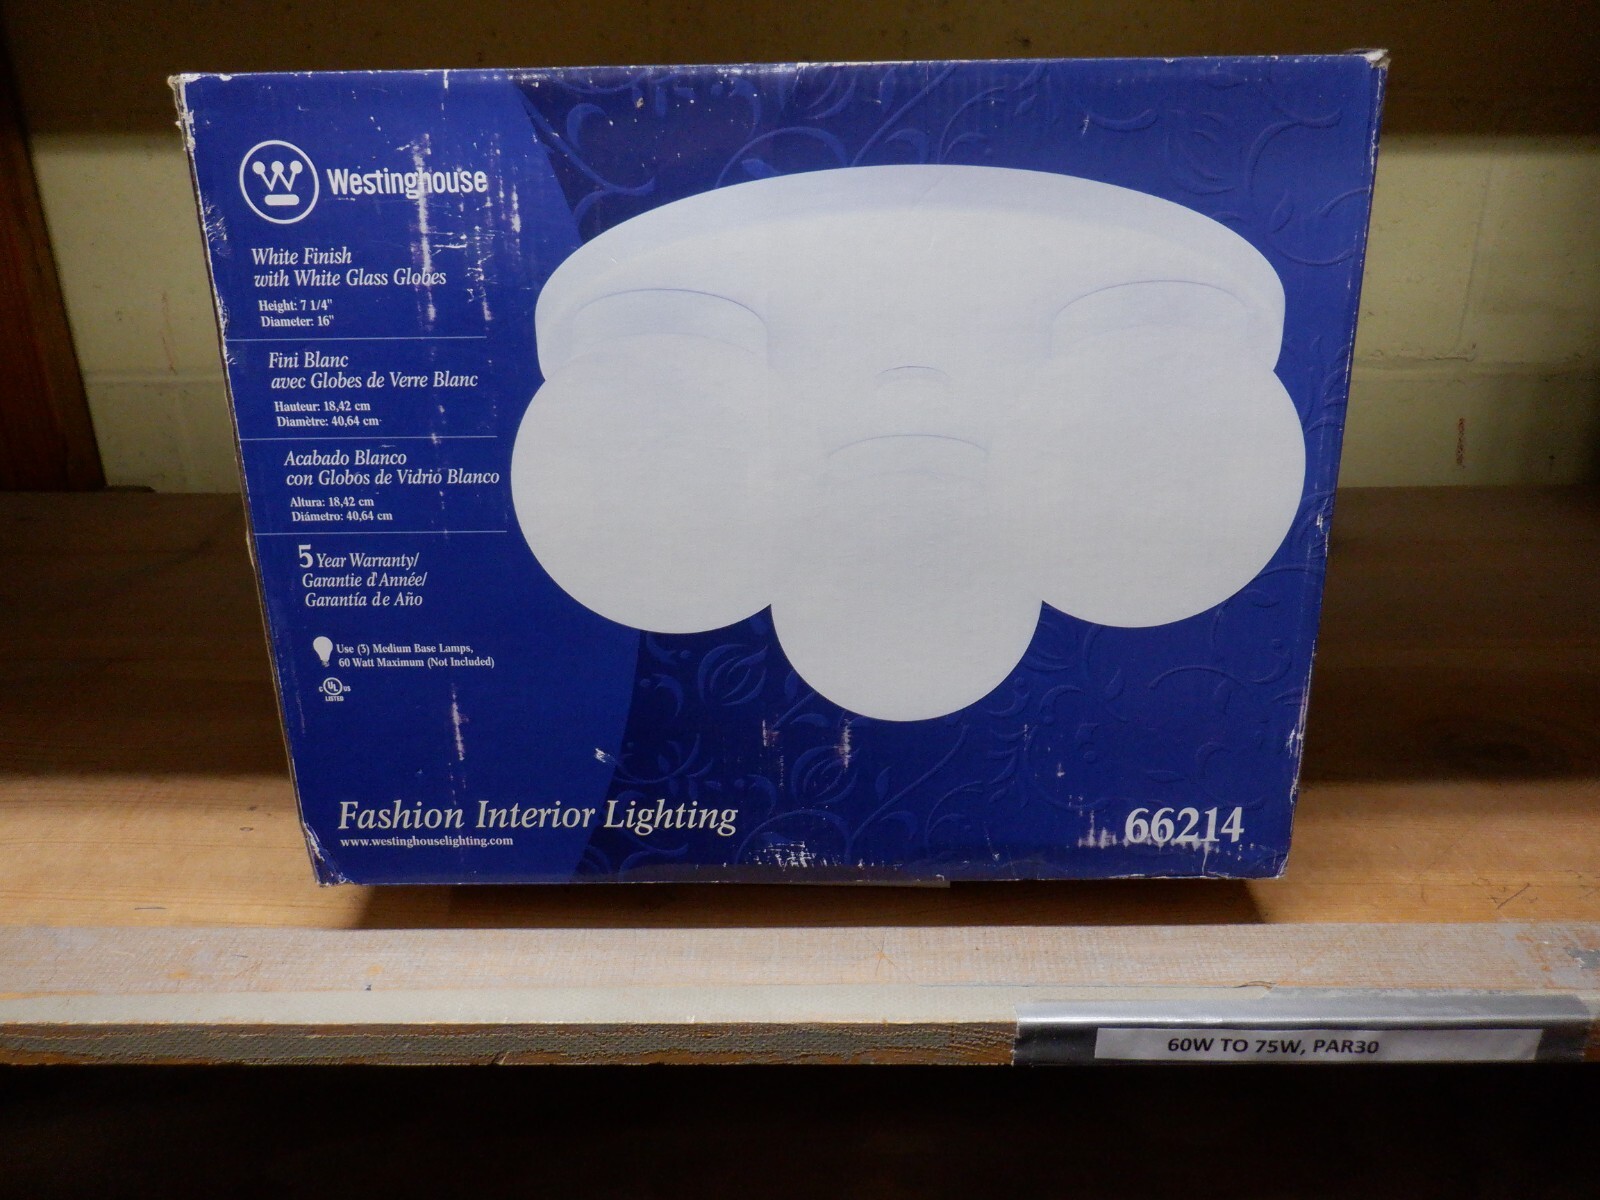 Westinghouse
White Finish
with White Glass Globes
Height: 7 1/4"
Diameter: 16"
Fini Blanc
avec Globes de Verre Blanc
Hauteur: 18,42 cm
Diamètre: 40,64 cm
Acabado Blanco
con Globos de Vidrio Blanco
Altura: 18,42 cm
Diámetro: 40,64 cm
5 Year Warranty/
Garantie d'Année/
Garantía de Año
Use (3) Medium Base Lamps,
60 Watt Maximum (Not Included)
C UL US
LISTED
Fashion Interior Lighting
www.westinghouselighting.com
66214
60W TO 75W, PAR30